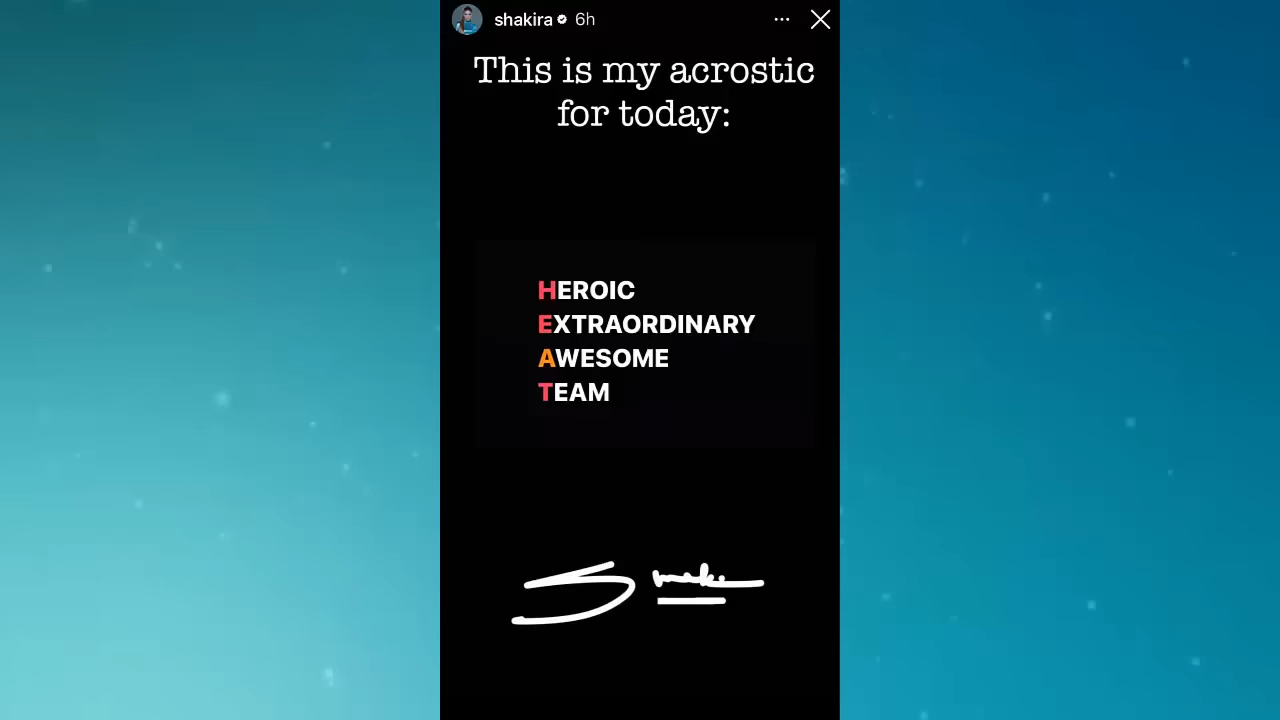 shakira 6h
This is my acrostic
for today:
HEROIC
EXTRAORDINARY
AWESOME
TEAM